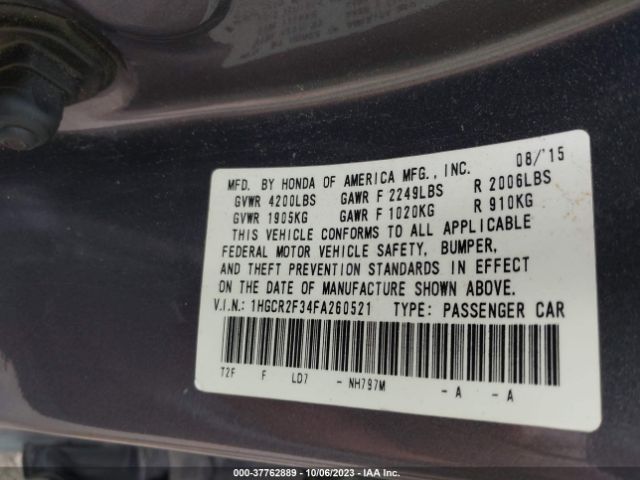 MFD. BY HONDA OF AMERICA MFG., INC. 08/'15
GVWR 4200LBS GAWR F 2249LBS R 2006LBS
GVWR 1905KG GAWR F 1020KG R 910KG
THIS VEHICLE CONFORMS TO ALL APPLICABLE
FEDERAL MOTOR VEHICLE SAFETY, BUMPER,
AND THEFT PREVENTION STANDARDS IN EFFECT
ON THE DATE OF MANUFACTURE SHOWN ABOVE.
V.I.N.: 1HGCR2F34FA260521 TYPE: PASSENGER CAR
T2F F LD7 - NH797M - A - A
000-37762889 - 10/06/2023 - IAA Inc.